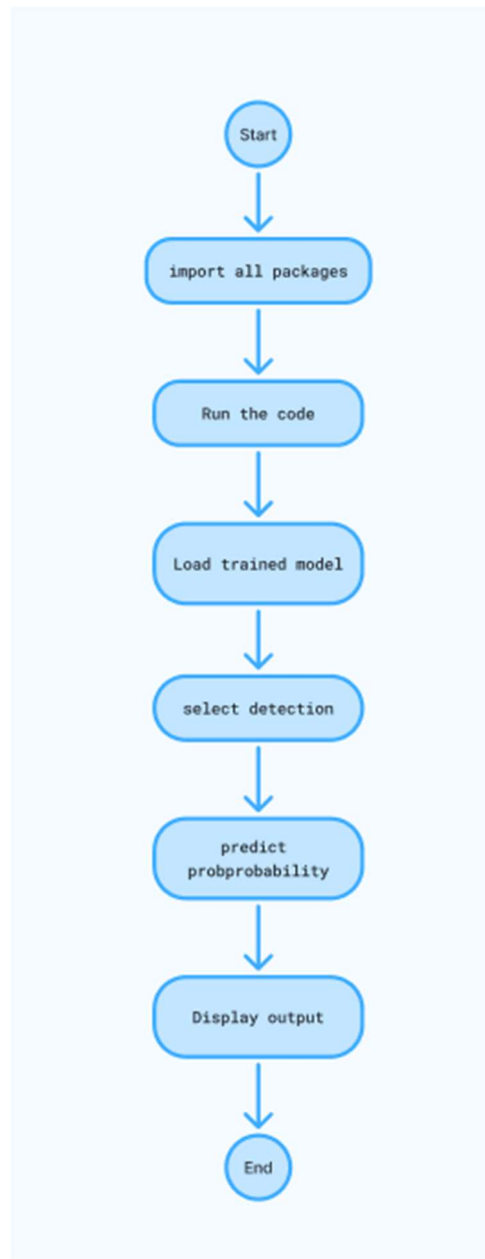 Start
import all packages
Run the code
Load trained model
select detection
predict
probprobability
Display output
End